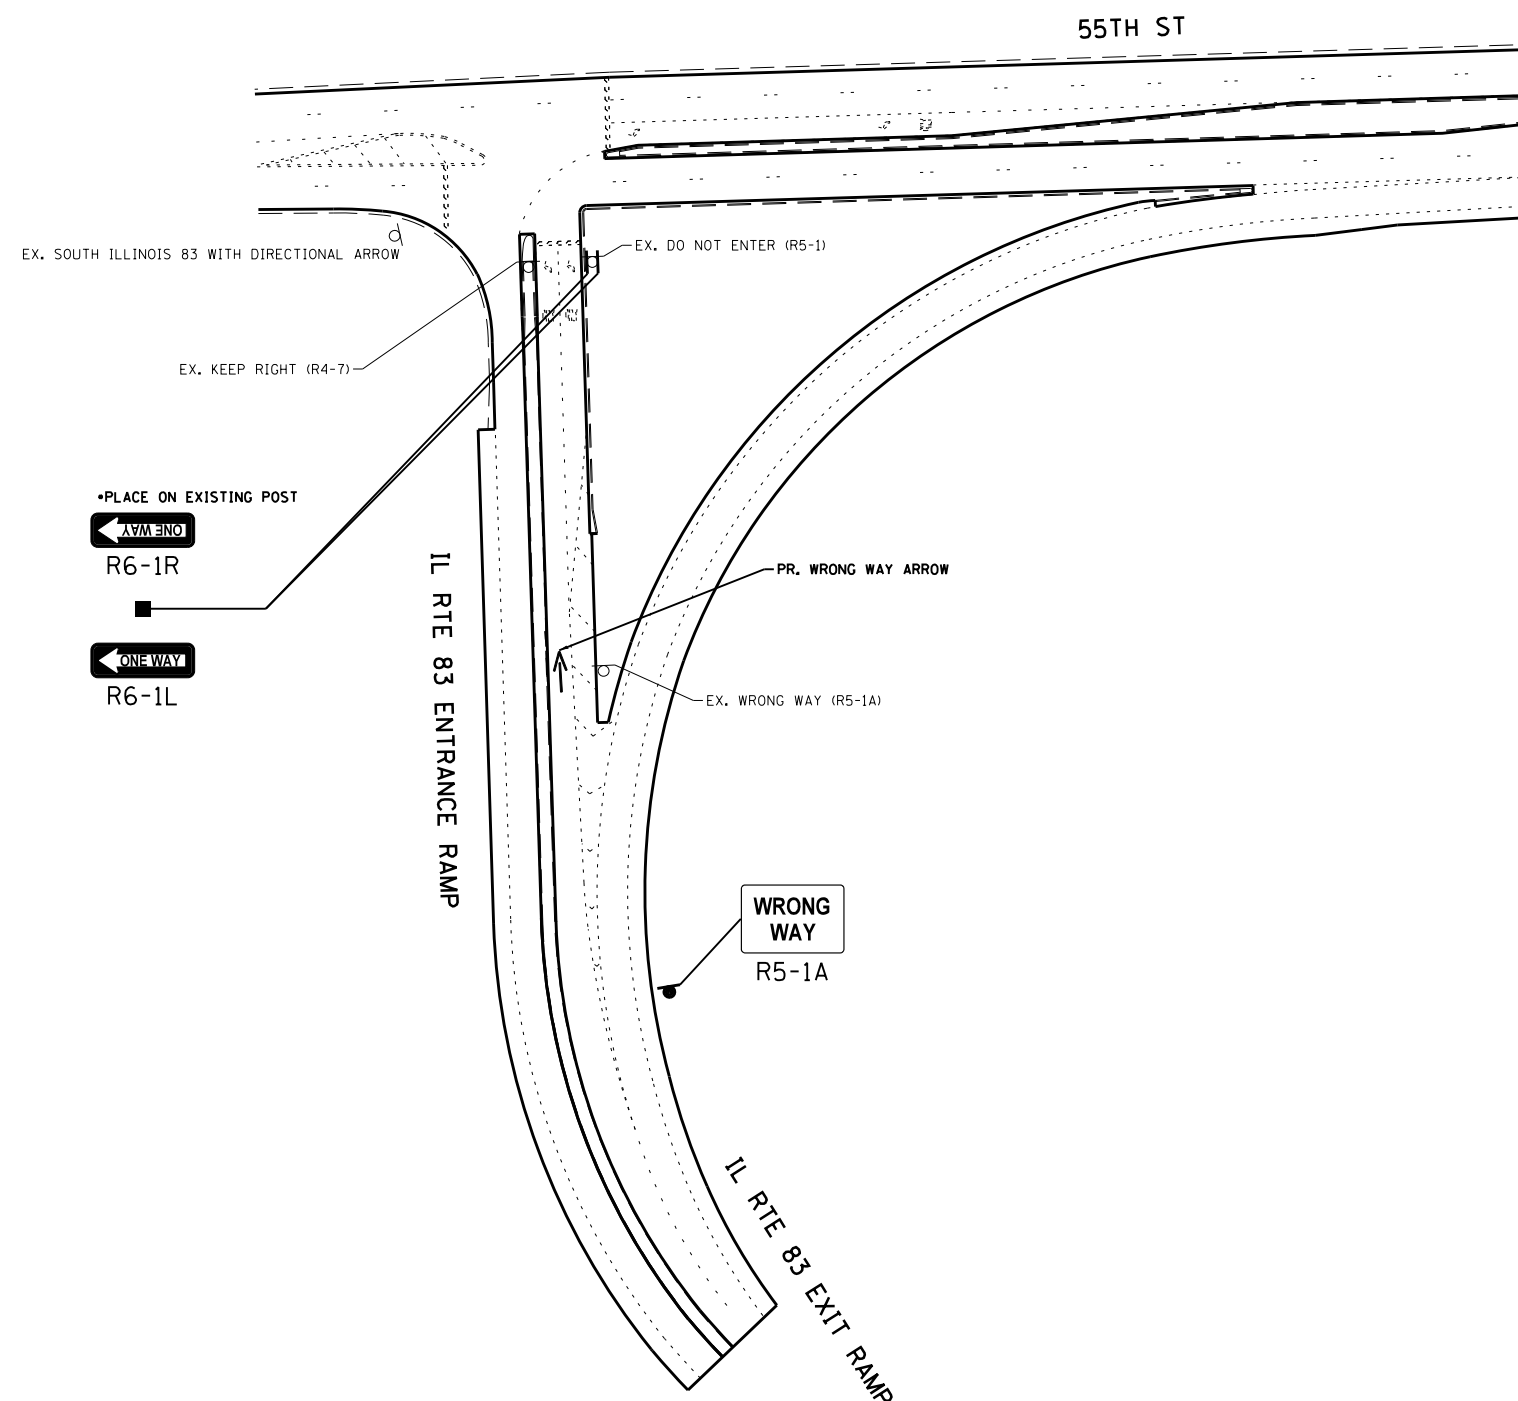 55TH ST
EX. SOUTH ILLINOIS 83 WITH DIRECTIONAL ARROW
EX. DO NOT ENTER (R5-1)
EX. KEEP RIGHT (R4-7)
•PLACE ON EXISTING POST
ONE WAY
R6-1R
ONE WAY
R6-1L
IL RTE 83 ENTRANCE RAMP
PR. WRONG WAY ARROW
EX. WRONG WAY (R5-1A)
WRONG
WAY
R5-1A
IL RTE 83 EXIT RAMP